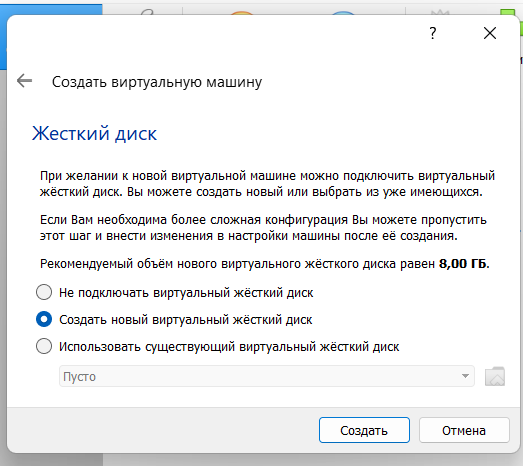 ?
Создать виртуальную машину
Жесткий диск
При желании к новой виртуальной машине можно подключить виртуальный
жёсткий диск. Вы можете создать новый или выбрать из уже имеющихся.
Если Вам необходима более сложная конфигурация Вы можете пропустить
этот шаг и внести изменения в настройки машины после её создания.
Рекомендуемый объём нового виртуального жёсткого диска равен 8,00 ГБ.
Не подключать виртуальный жёсткий диск
Создать новый виртуальный жёсткий диск
Использовать существующий виртуальный жёсткий диск
Пусто
Создать
Отмена